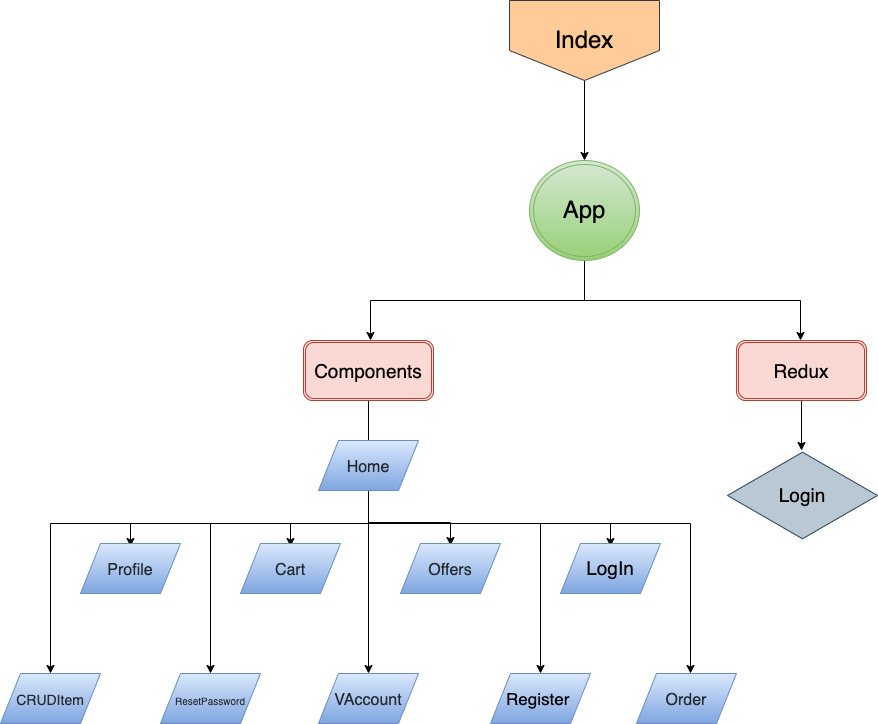 Index
App
Components
Redux
Home
Login
Profile
Cart
Offers
LogIn
CRUDItem
ResetPassword
VAccount
Register
Order